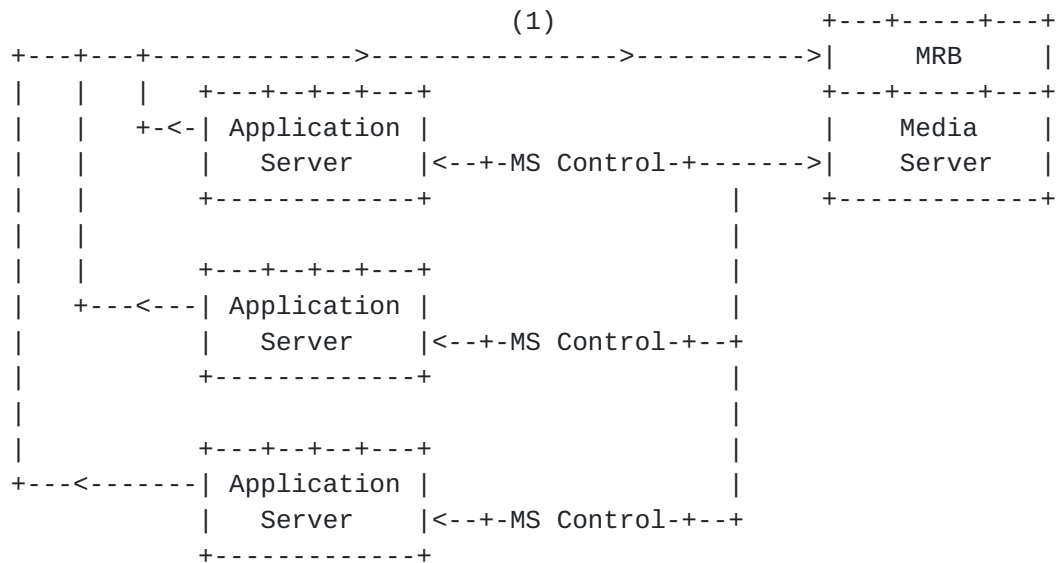 (1)
MRB
Application
Media
Server
MS Control
Server
Application
Server
MS Control
Application
Server
MS Control